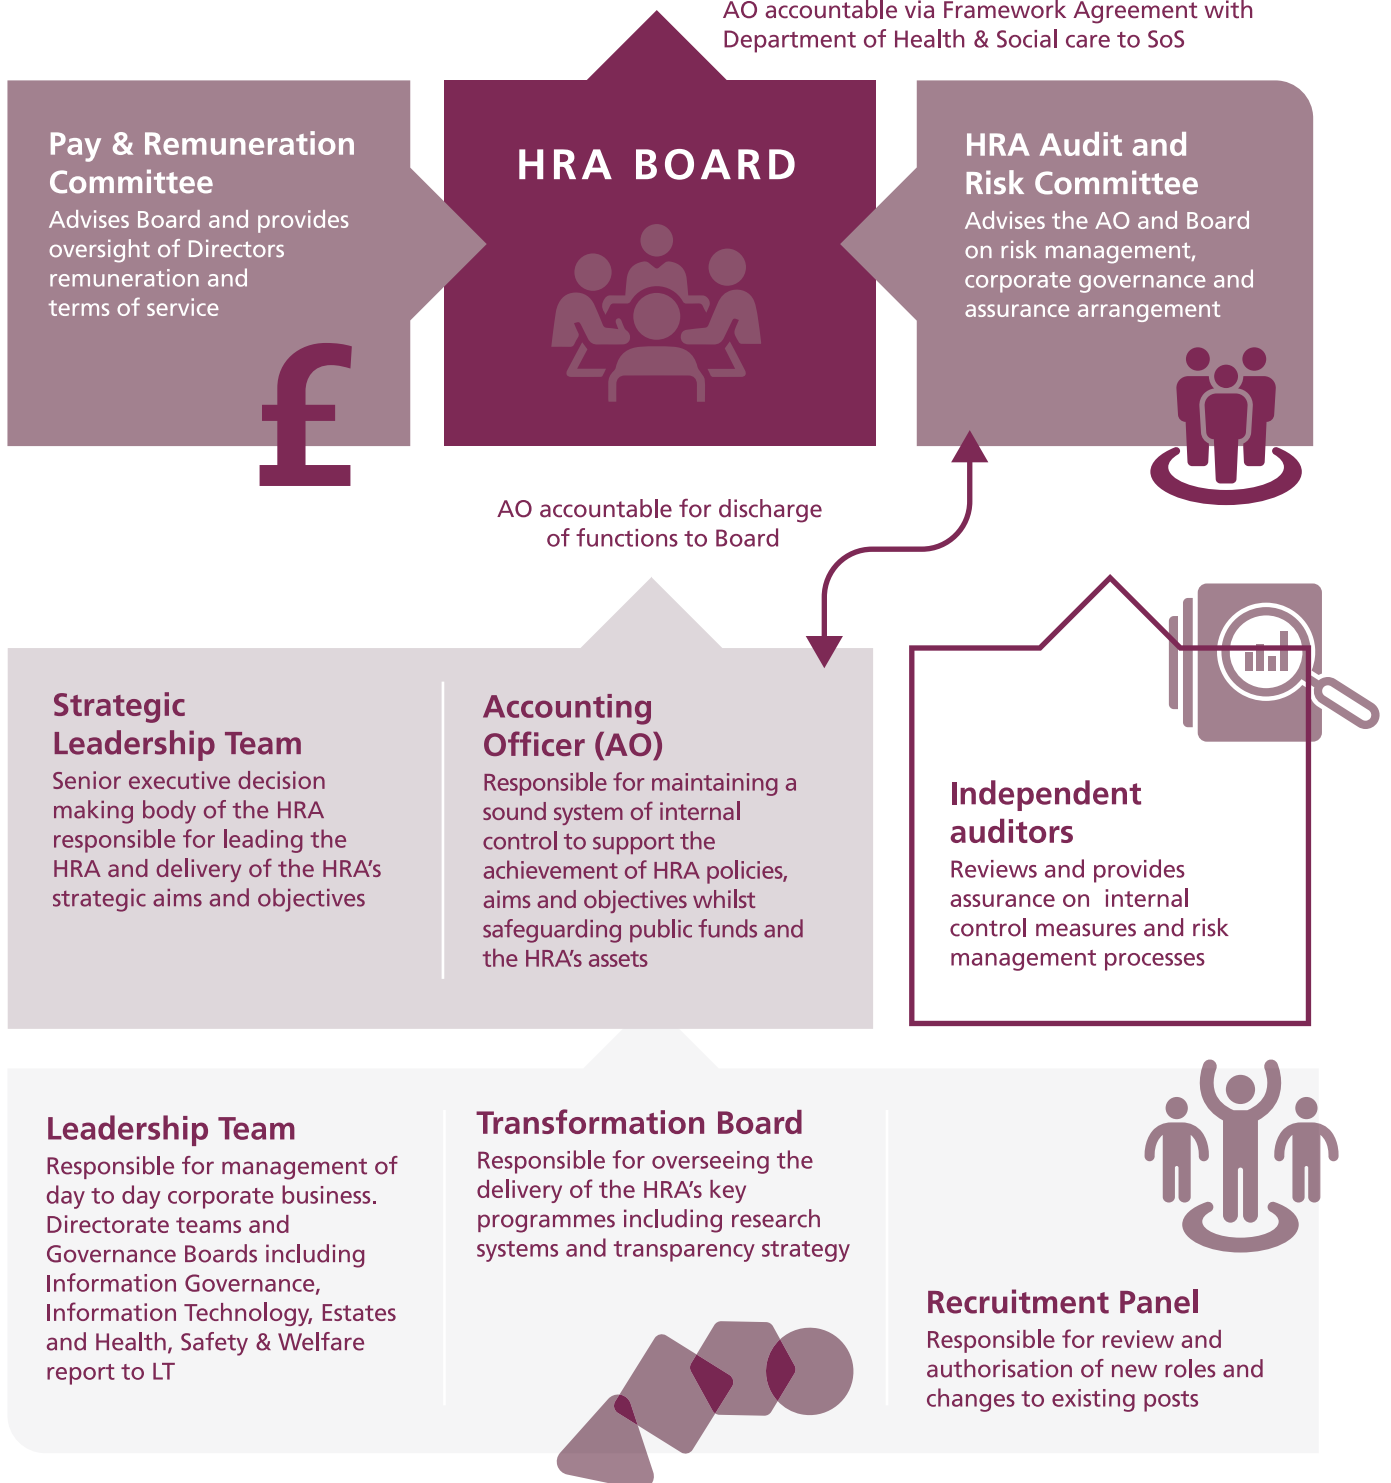 AO accountable via Framework Agreement with
Department of Health & Social care to SoS
Pay & Remuneration
Committee
Advises Board and provides
oversight of Directors
remuneration and
terms of service
£
HRA BOARD
HRA Audit and
Risk Committee
Advises the AO and Board
on risk management,
corporate governance and
assurance arrangement
AO accountable for discharge
of functions to Board
Strategic
Leadership Team
Senior executive decision
making body of the HRA
responsible for leading the
HRA and delivery of the HRA’s
strategic aims and objectives
Accounting
Officer (AO)
Responsible for maintaining a
sound system of internal
control to support the
achievement of HRA policies,
aims and objectives whilst
safeguarding public funds and
the HRA’s assets
Independent
auditors
Reviews and provides
assurance on  internal
control measures and risk
management processes
Leadership Team
Responsible for management of
day to day corporate business.
Directorate teams and
Governance Boards including
Information Governance,
Information Technology, Estates
and Health, Safety & Welfare
report to LT
Transformation Board
Responsible for overseeing the
delivery of the HRA’s key
programmes including research
systems and transparency strategy
Recruitment Panel
Responsible for review and
authorisation of new roles and
changes to existing posts